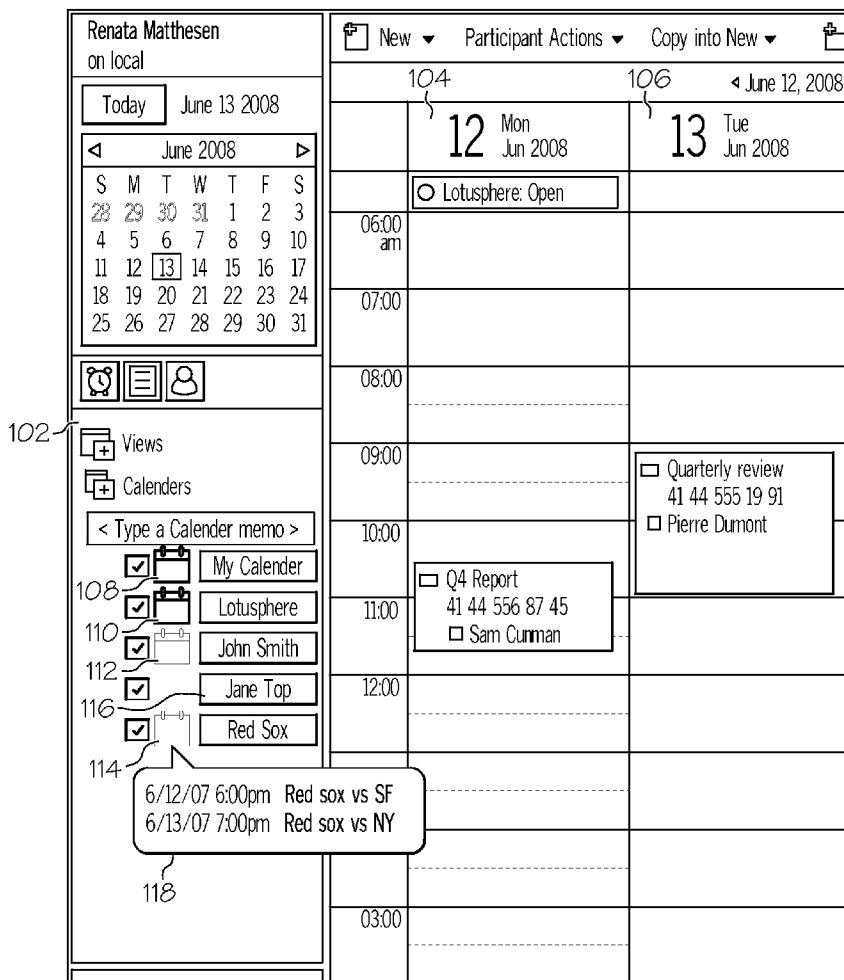 Renata Matthesen
on local
Today June 13 2008
June 2008
S M T W T F S
28 29 30 31 1 2 3
4 5 6 7 8 9 10
11 12 13 14 15 16 17
18 19 20 21 22 23 24
25 26 27 28 29 30 31
102
Views
Calenders
< Type a Calender memo >
My Calender
108
Lotusphere
110
John Smith
112
Jane Top
116
Red Sox
114
6/12/07 6:00pm Red sox vs SF
6/13/07 7:00pm Red sox vs NY
118
New Participant Actions Copy into New
104 106 June 12, 2008
12 Mon
Jun 2008
13 Tue
Jun 2008
Lotusphere: Open
06:00
am
07:00
08:00
09:00
Quarterly review
41 44 555 19 91
Pierre Dumont
10:00
Q4 Report
41 44 556 87 45
Sam Cunman
11:00
12:00
03:00